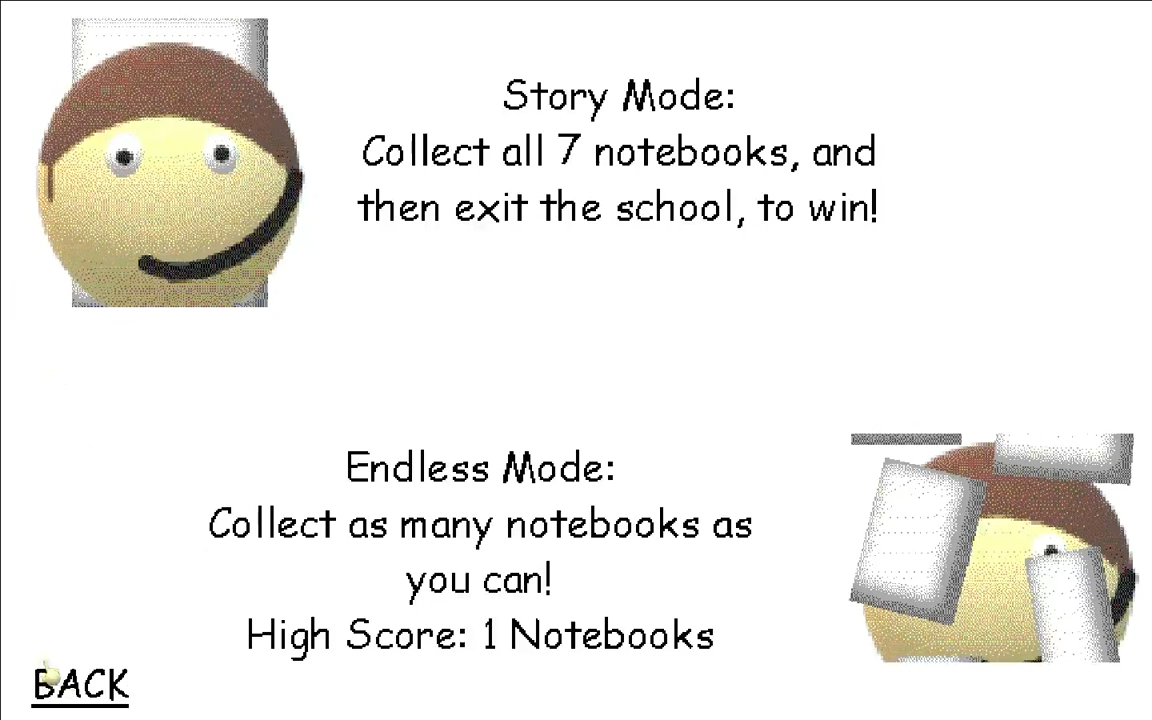 Story Mode:
Collect all 7 notebooks, and
then exit the school, to win!
Endless Mode:
Collect as many notebooks as
you can!
High Score: 1 Notebooks
BACK